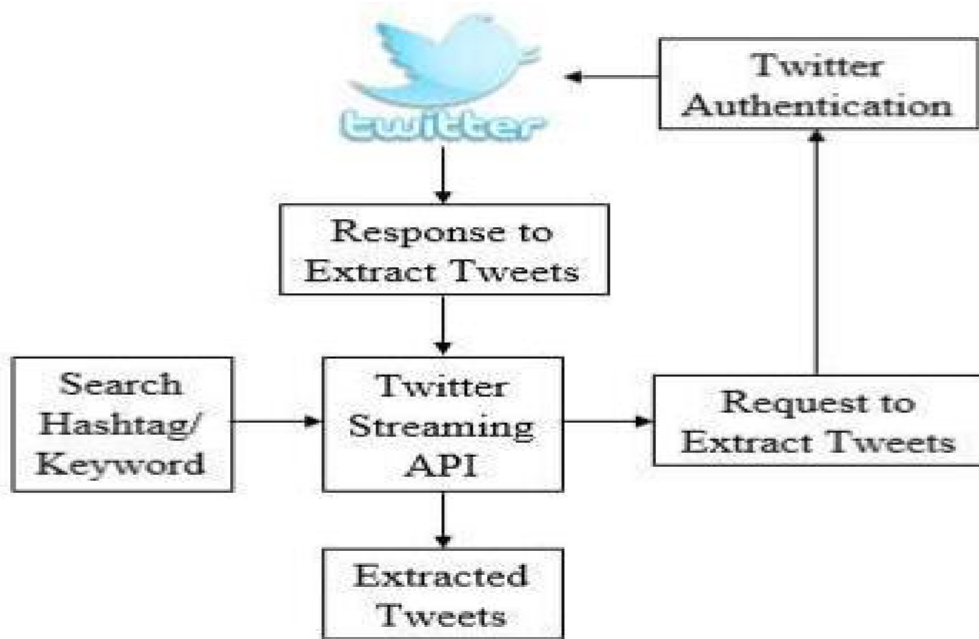 twitter
Twitter
Authentication
Response to
Extract Tweets
Search
Hashtag/
Keyword
Twitter
Streaming
API
Request to
Extract Tweets
Extracted
Tweets